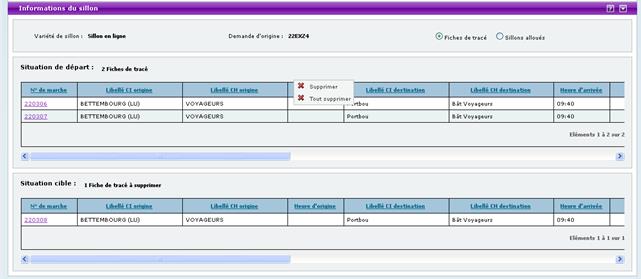 Informations du sillon
Variété de sillon : Sillon en ligne Demande d'origine : 22EX24 Fiches de tracé Sillons alloués
Situation de départ : 2 Fiches de tracé
N° de marche Libellé CI origine Libellé CH origine Libellé CI destination Libellé CH destination Heure d'arrivée
Supprimer
Tout supprimer
220306 BETTEMBOURG (LU) VOYAGEURS Portbou Bât Voyageurs 09:40
220307 BETTEMBOURG (LU) VOYAGEURS Portbou Bât Voyageurs 09:40
Eléments 1 à 2 sur 2
Situation cible : 1 Fiche de tracé à supprimer
N° de marche Libellé CI origine Libellé CH origine Heure d'origine Libellé CI destination Libellé CH destination Heure d'arrivée
220308 BETTEMBOURG (LU) VOYAGEURS Portbou Bât Voyageurs 09:40
Eléments 1 à 1 sur 1